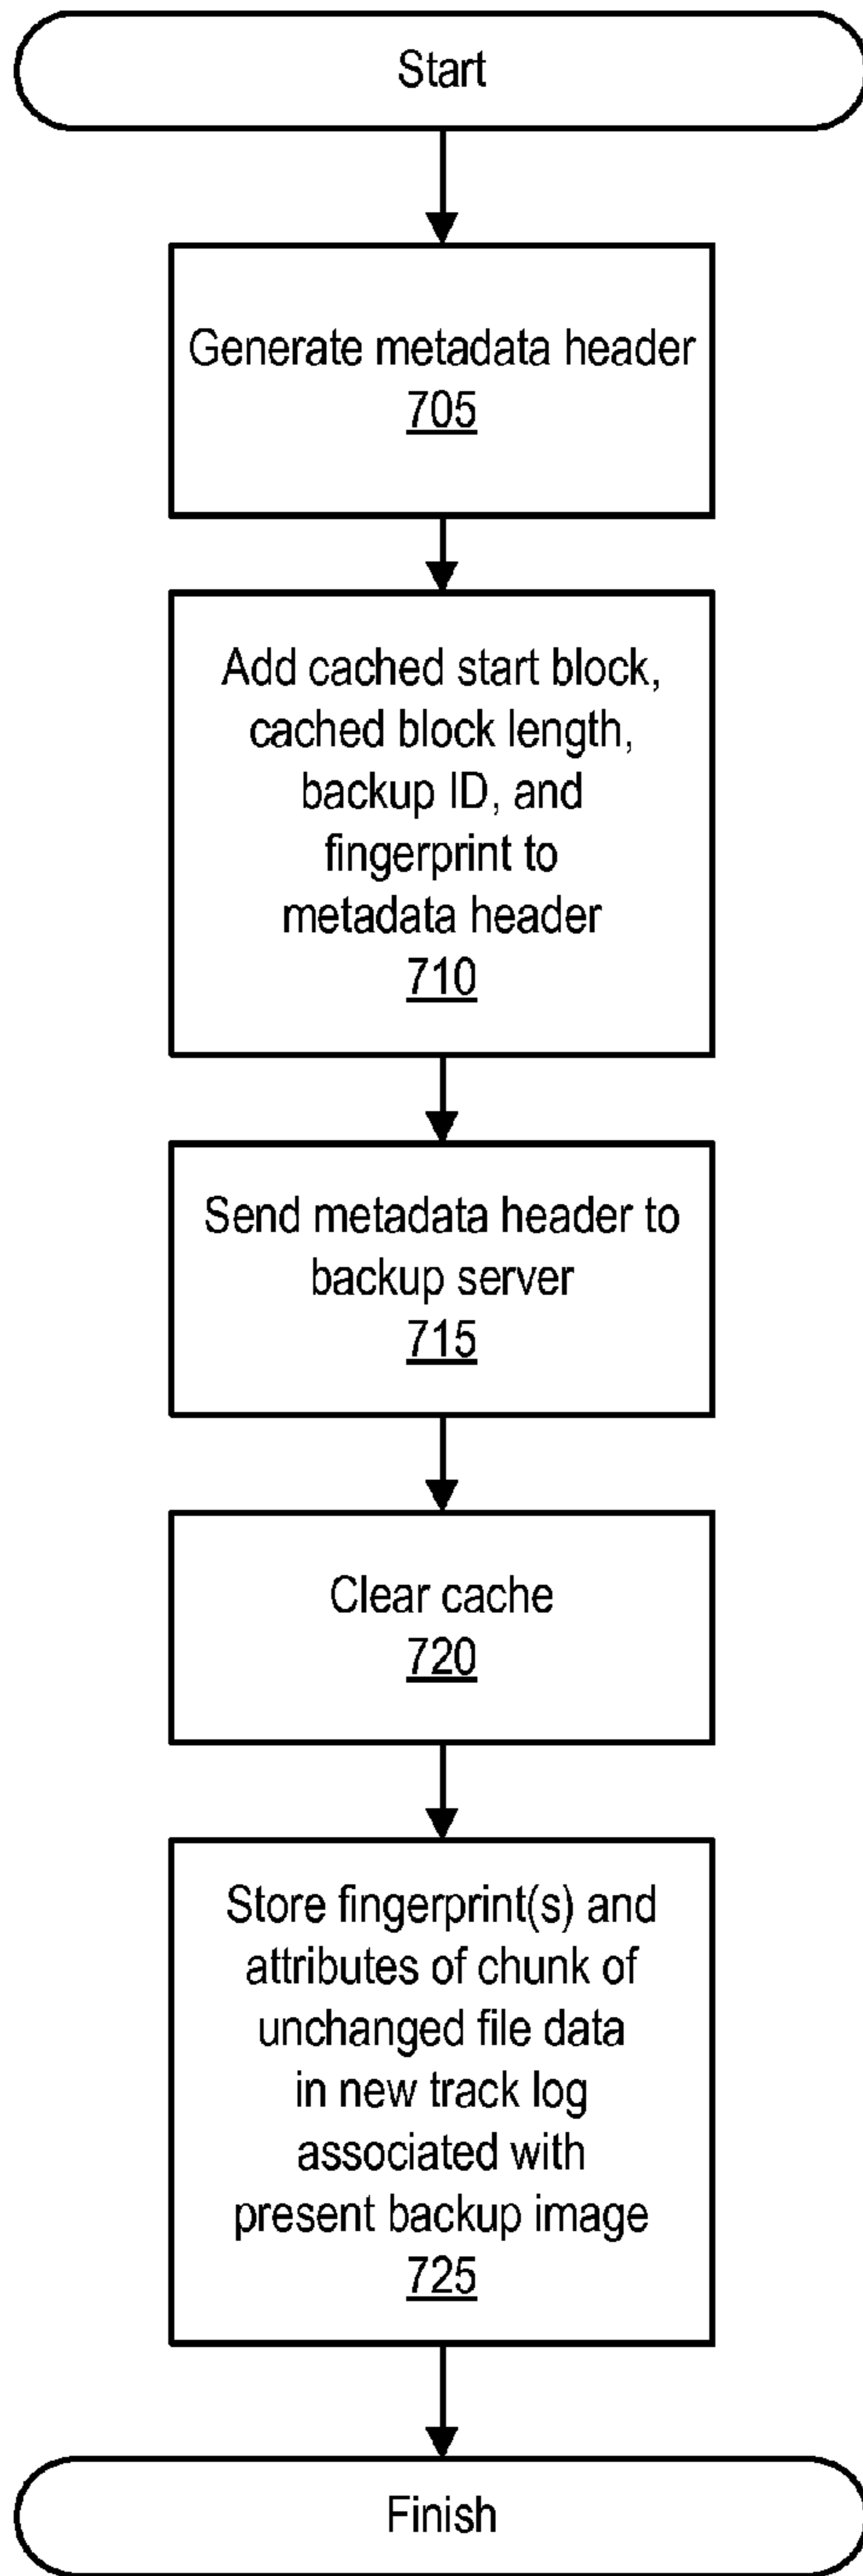 Start
Generate metadata header
705
Add cached start block,
cached block length,
backup ID, and
fingerprint to
metadata header
710
Send metadata header to
backup server
715
Clear cache
720
Store fingerprint(s) and
attributes of chunk of
unchanged file data
in new track log
associated with
present backup image
725
Finish